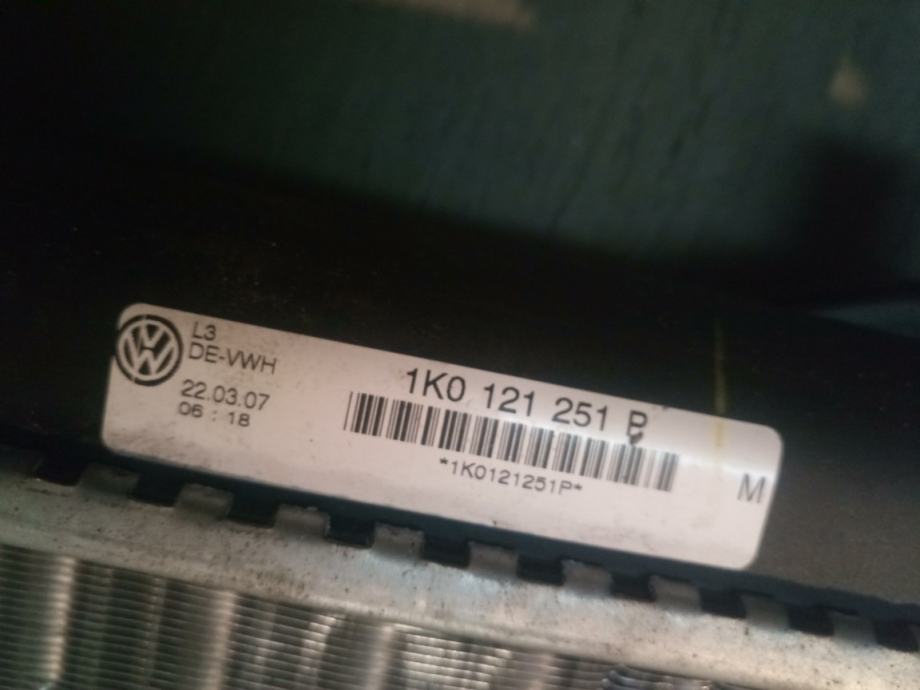 L3
DE-VWH
22.03.07
06 : 18
1K0 121 251 P
*1K0121251P*
M